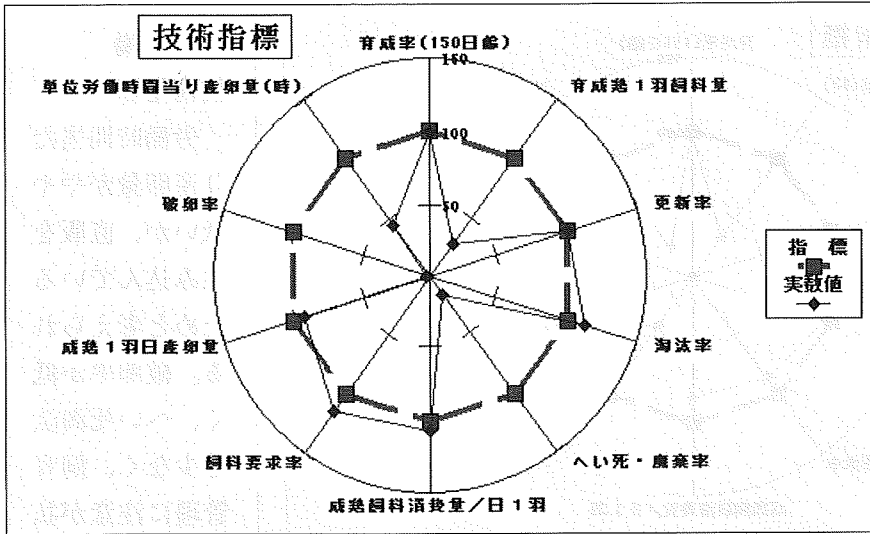 技術指標
育成率(150日齢)
150
単位労働時間当り産卵量(時)
育成鶏1羽飼料量
100
破卵率
50
更新率
指 標
実数値
成鶏1羽日産卵量
淘汰率
飼料要求率
へい死・廃棄率
成鶏飼料消費量/日1羽